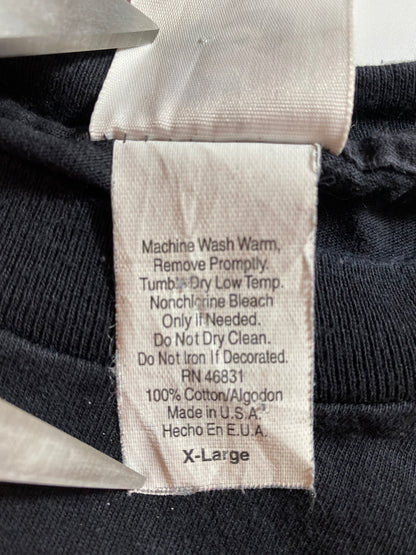 Machine Wash Warm,
Remove Promptly.
Tumble Dry Low Temp.
Nonchlorine Bleach
Only If Needed.
Do Not Dry Clean.
Do Not Iron If Decorated.
RN 46831
100% Cotton/Algodon
Made in U.S.A.
Hecho En E.U.A.
X-Large